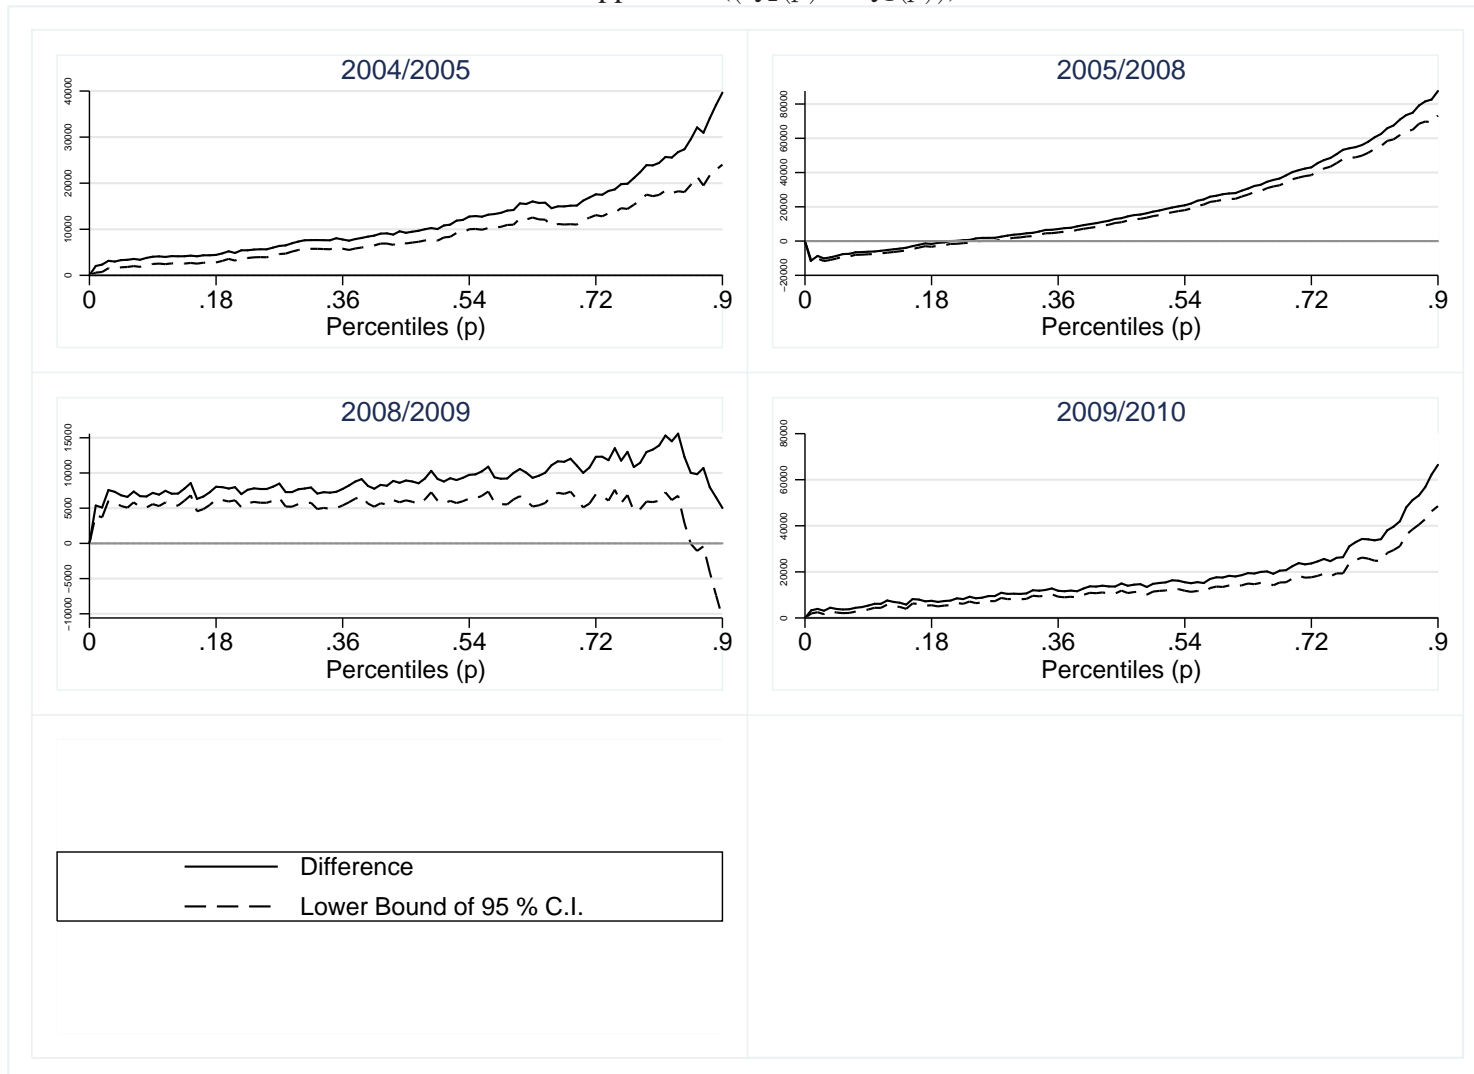 2004/2005
40000
30000
20000
10000
0
0 .18 .36 .54 .72 .9
Percentiles (p)
2005/2008
80000
60000
40000
20000
0
-20000
0 .18 .36 .54 .72 .9
Percentiles (p)
2008/2009
15000
10000
5000
0
-5000
-10000
0 .18 .36 .54 .72 .9
Percentiles (p)
2009/2010
80000
60000
40000
20000
0
0 .18 .36 .54 .72 .9
Percentiles (p)
Difference
Lower Bound of 95 % C.I.